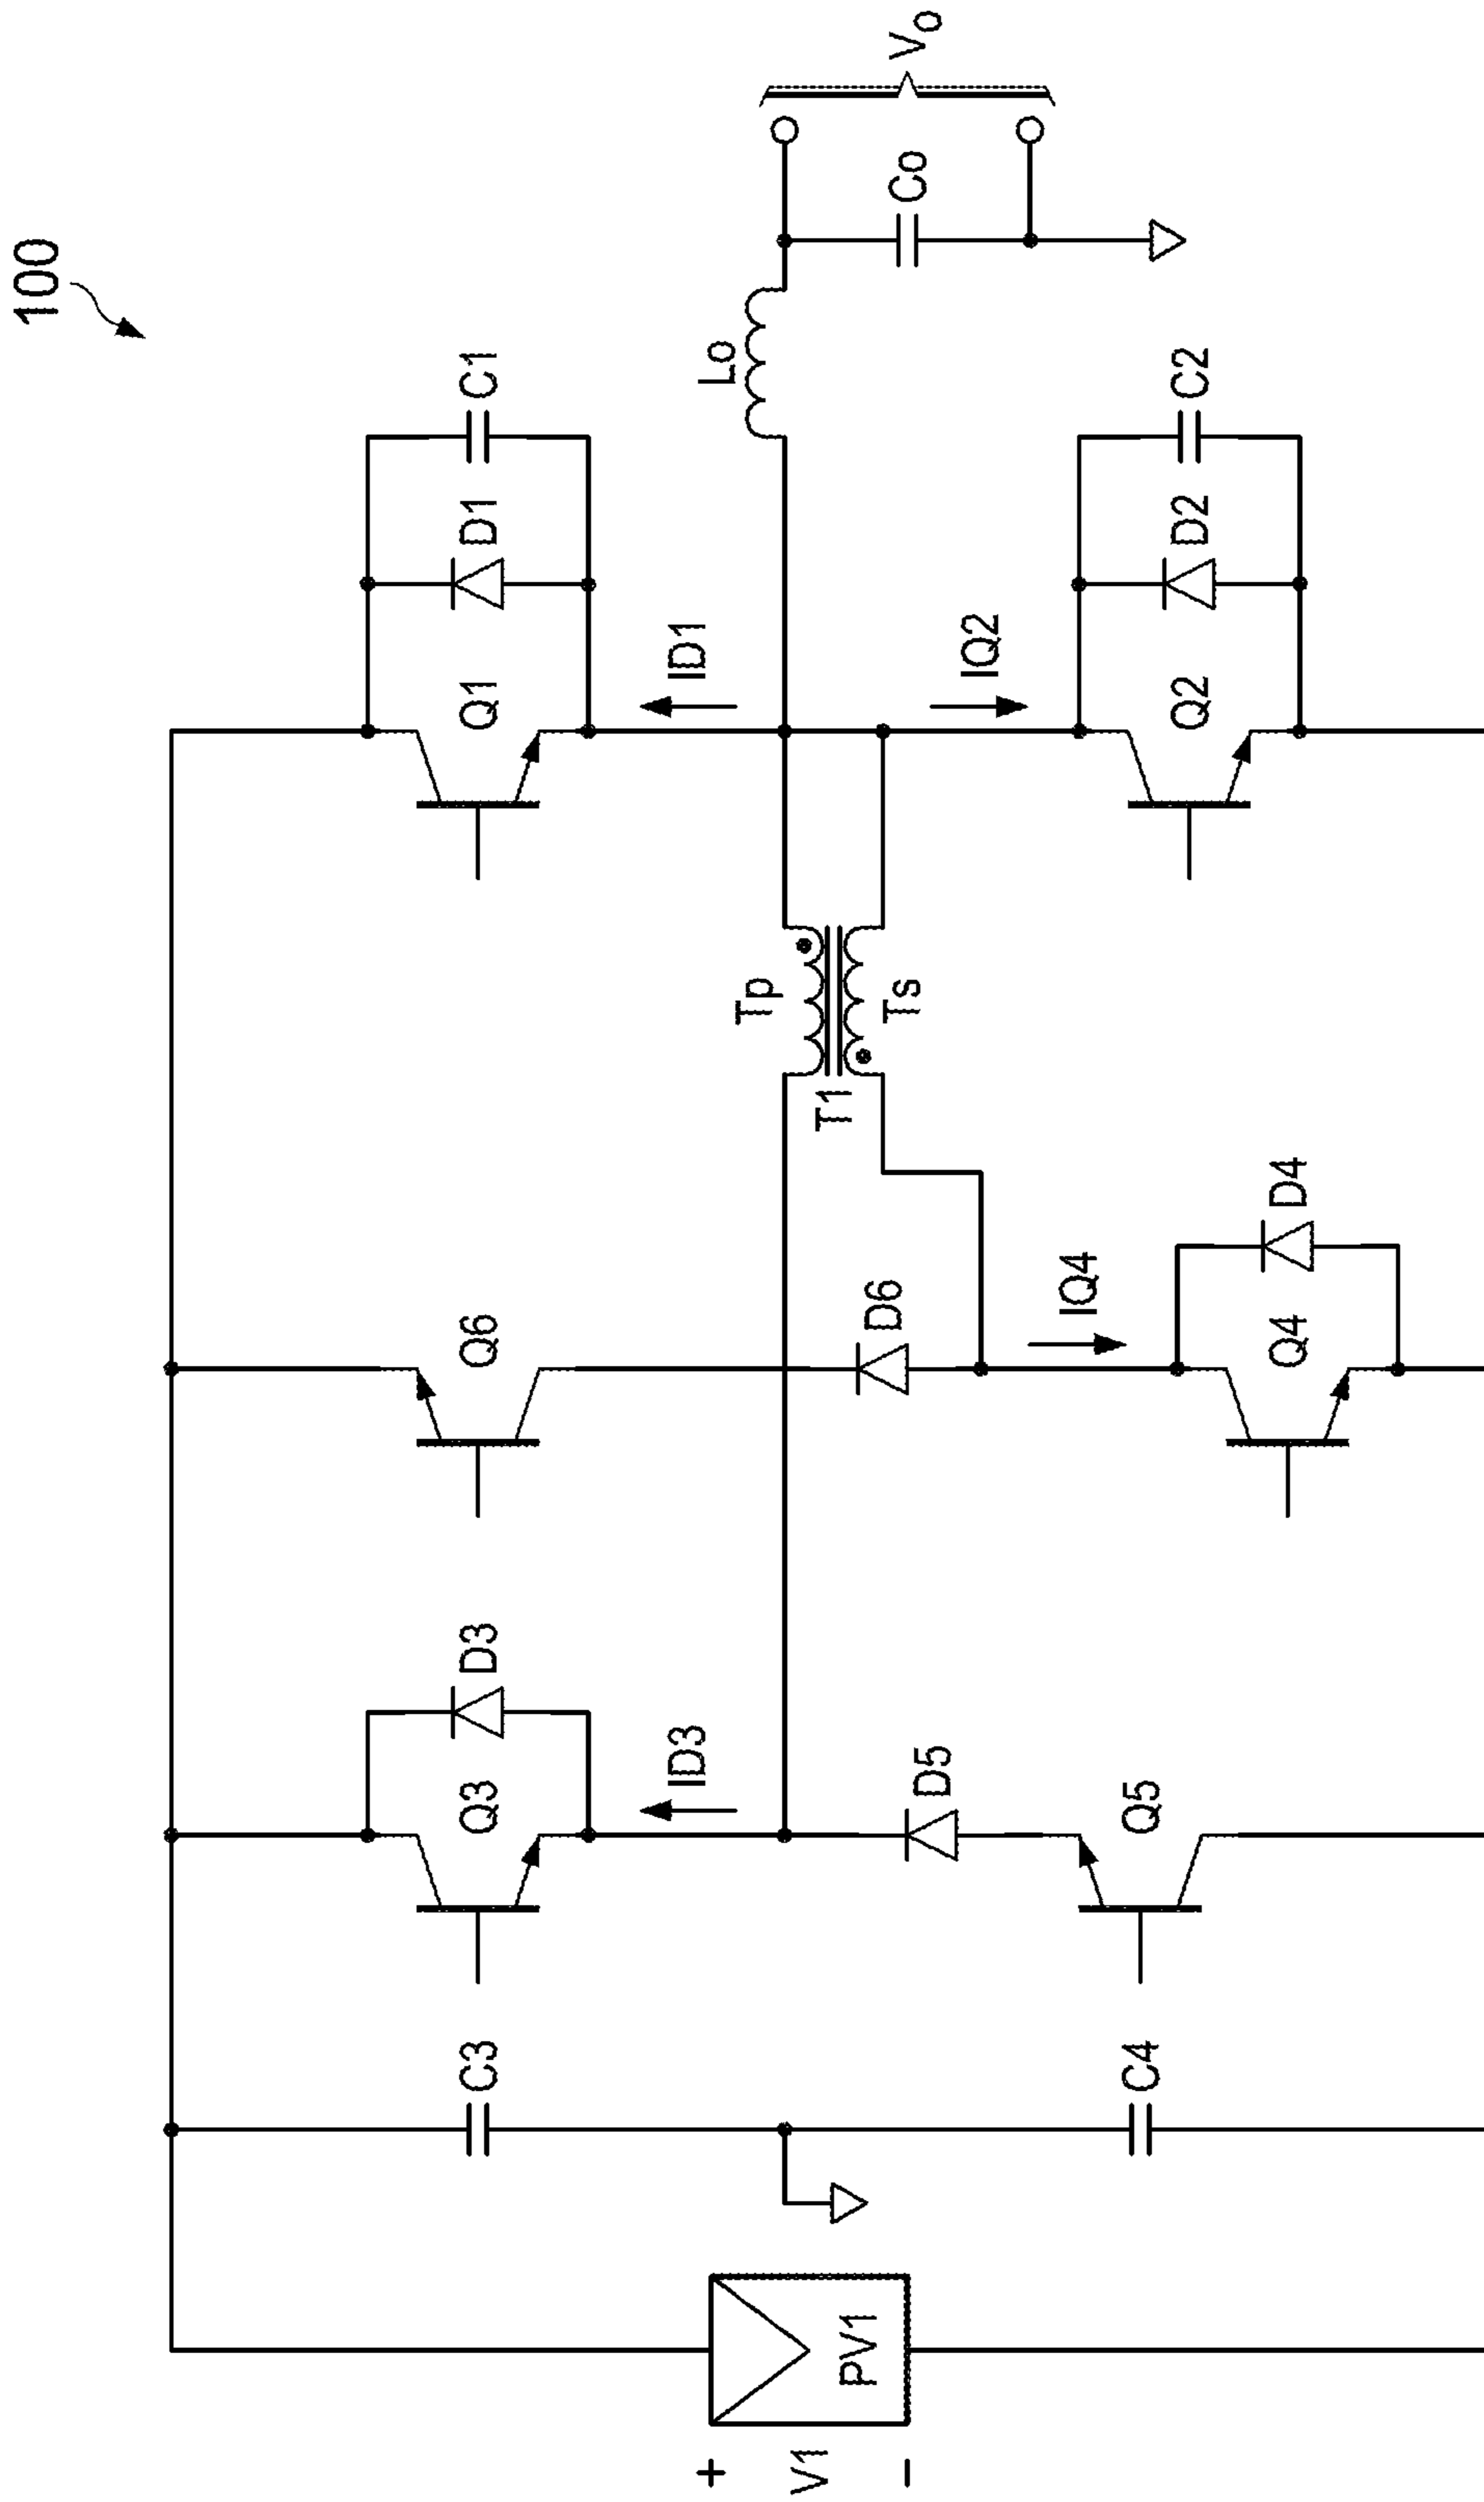 100
C1
D1
Q1
Q6
D3
Q3
C3
ID1
ID3
Lo
Vo
Co
Tp
Ts
T1
IQ2
D6
D5
PV1
+
V1
-
IQ4
C2
D2
Q2
D4
Q4
Q5
C4